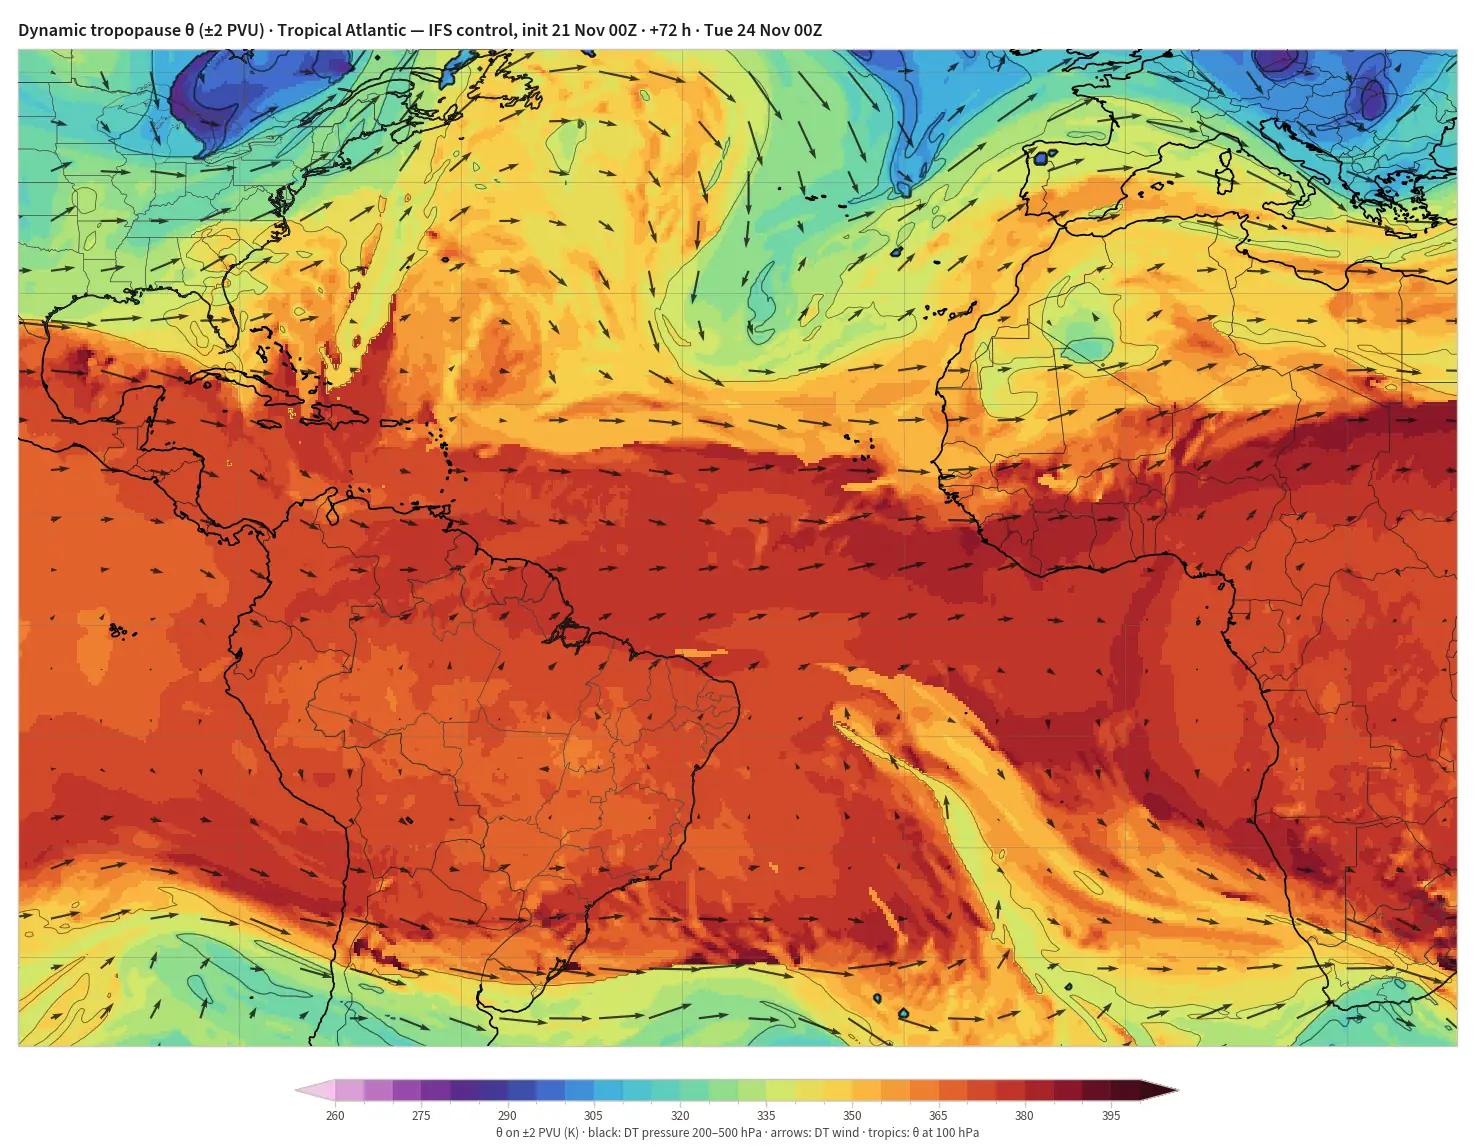 Dynamic tropopause θ (±2 PVU) · Tropical Atlantic — IFS control, init 21 Nov 00Z · +72 h · Tue 24 Nov 00Z
260 275 290 305 320 335 350 365 380 395
θ on ±2 PVU (K) · black: DT pressure 200–500 hPa · arrows: DT wind · tropics: θ at 100 hPa